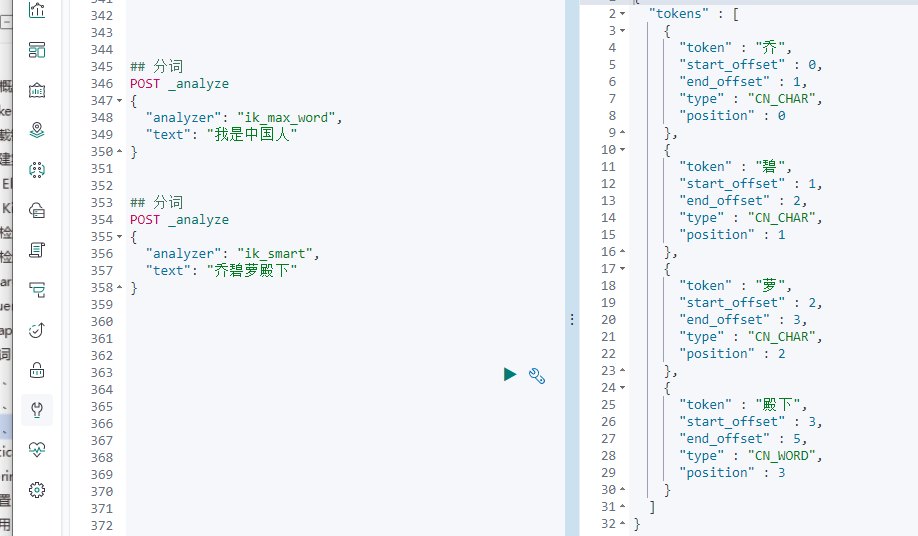 342
343
344
345 ## 分词
346 POST _analyze
347 {
348 "analyzer": "ik_max_word",
349 "text": "我是中国人"
350 }
351
352
353 ## 分词
354 POST _analyze
355 {
356 "analyzer": "ik_smart",
357 "text": "乔碧萝殿下"
358 }
359
360
361
362
363
364
365
366
367
368
369
370
371
372
2 "tokens" : [
3 {
4 "token" : "乔",
5 "start_offset" : 0,
6 "end_offset" : 1,
7 "type" : "CN_CHAR",
8 "position" : 0
9 },
10 {
11 "token" : "碧",
12 "start_offset" : 1,
13 "end_offset" : 2,
14 "type" : "CN_CHAR",
15 "position" : 1
16 },
17 {
18 "token" : "萝",
19 "start_offset" : 2,
20 "end_offset" : 3,
21 "type" : "CN_CHAR",
22 "position" : 2
23 },
24 {
25 "token" : "殿下",
26 "start_offset" : 3,
27 "end_offset" : 5,
28 "type" : "CN_WORD",
29 "position" : 3
30 }
31 ]
32 }